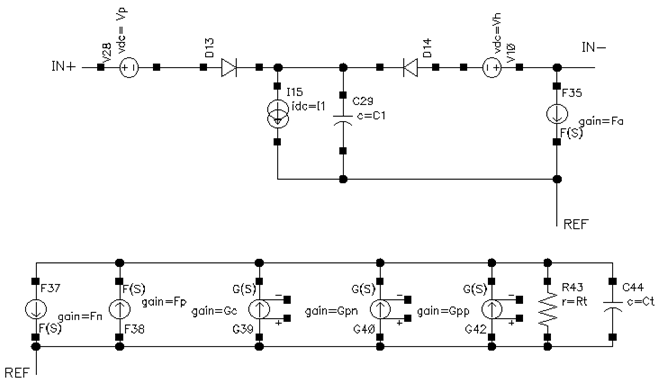 IN+
V28
vdc= Vp
D13
I15
idc=I1
C29
c=C1
D14
vdc=Vh
V10
IN-
F35
gain=Fa
F(S)
REF
F37
gain=Fn
F(S)
F(S)
gain=Fp
F38
G(S)
gain=Gc
G39
G(S)
gain=Gpn
G40
G(S)
gain=Gpp
G42
R43
r=Rt
C44
c=Ct
REF